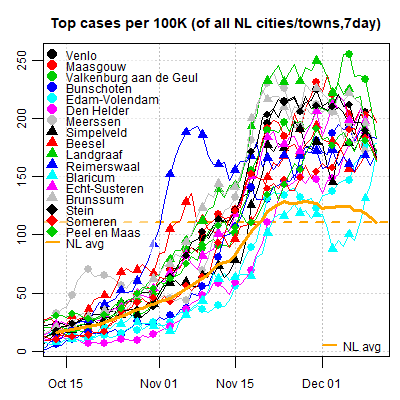 Top cases per 100K (of all NL cities/towns,7day)
250
200
150
100
50
0
Venlo
Maasgouw
Valkenburg aan de Geul
Bunschoten
Edam-Volendam
Den Helder
Meerssen
Simpelveld
Beesel
Landgraaf
Reimerswaal
Blaricum
Echt-Susteren
Brunssum
Stein
Someren
Peel en Maas
NL avg
NL avg
Oct 15
Nov 01
Nov 15
Dec 01